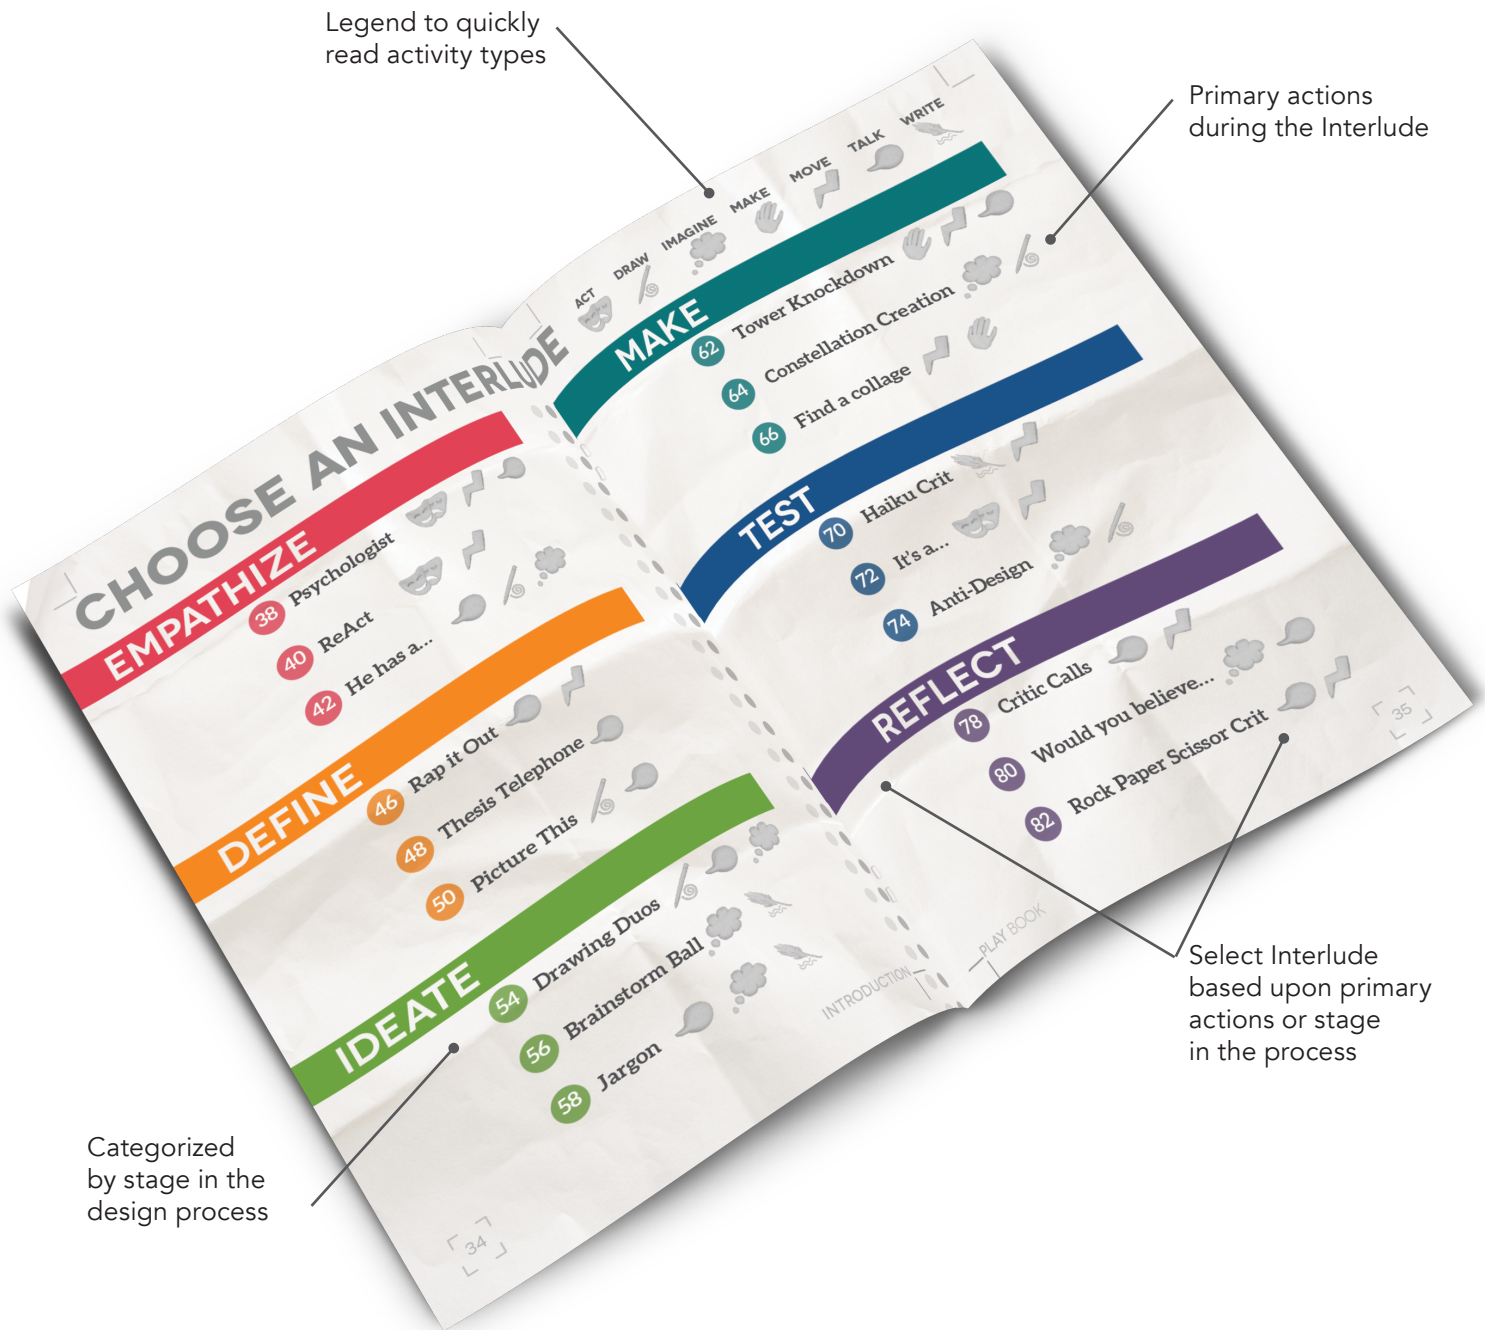 Legend to quickly
read activity types
Primary actions
during the Interlude
CHOOSE AN INTERLUDE
EMPATHIZE
38 Psychologist
40 ReAct
42 He has a...
DEFINE
46 Rap it Out
48 Thesis Telephone
50 Picture This
IDEATE
54 Drawing Duos
56 Brainstorm Ball
58 Jargon
34
INTRODUCTION
ACT DRAW IMAGINE MAKE MOVE TALK WRITE
MAKE
62 Tower Knockdown
64 Constellation Creation
66 Find a collage
TEST
70 Haiku Crit
72 It's a...
74 Anti-Design
REFLECT
78 Critic Calls
80 Would you believe...
82 Rock Paper Scissor Crit
PLAY BOOK
35
Select Interlude
based upon primary
actions or stage
in the process
Categorized
by stage in the
design process